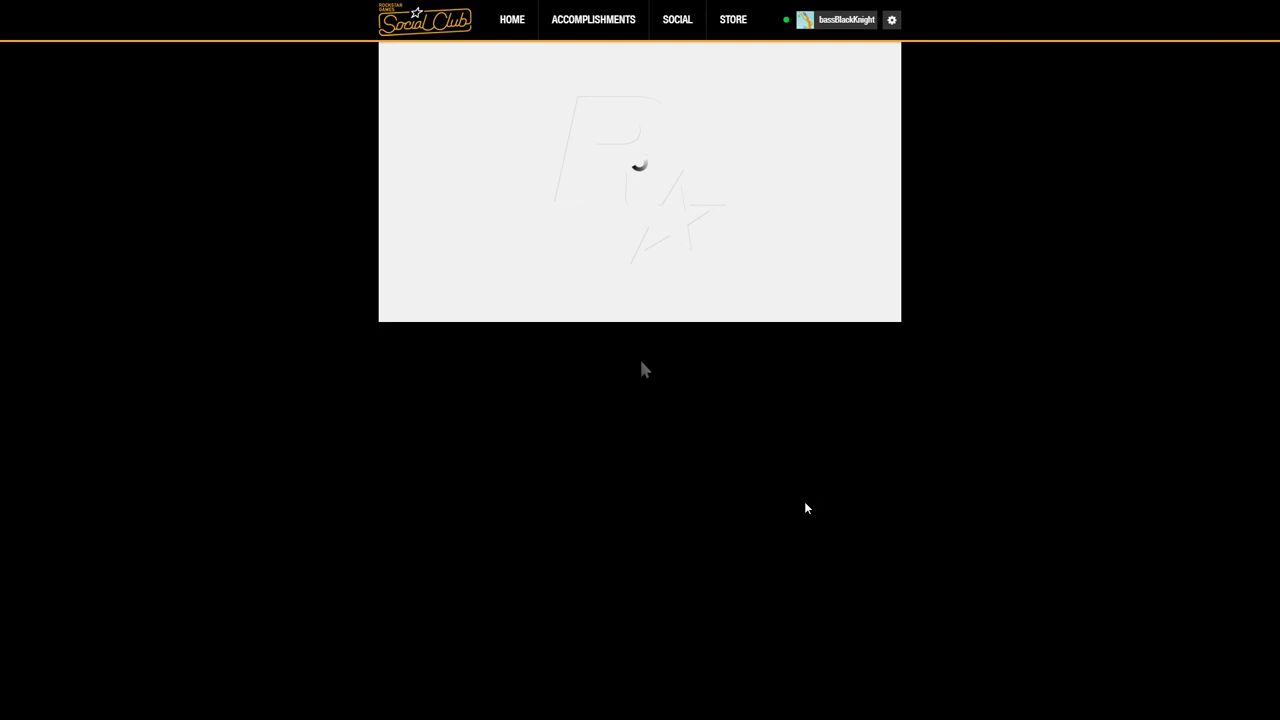 ROCKSTAR
GAMES
Social Club
HOME
ACCOMPLISHMENTS
SOCIAL
STORE
bassBlackKnight
R